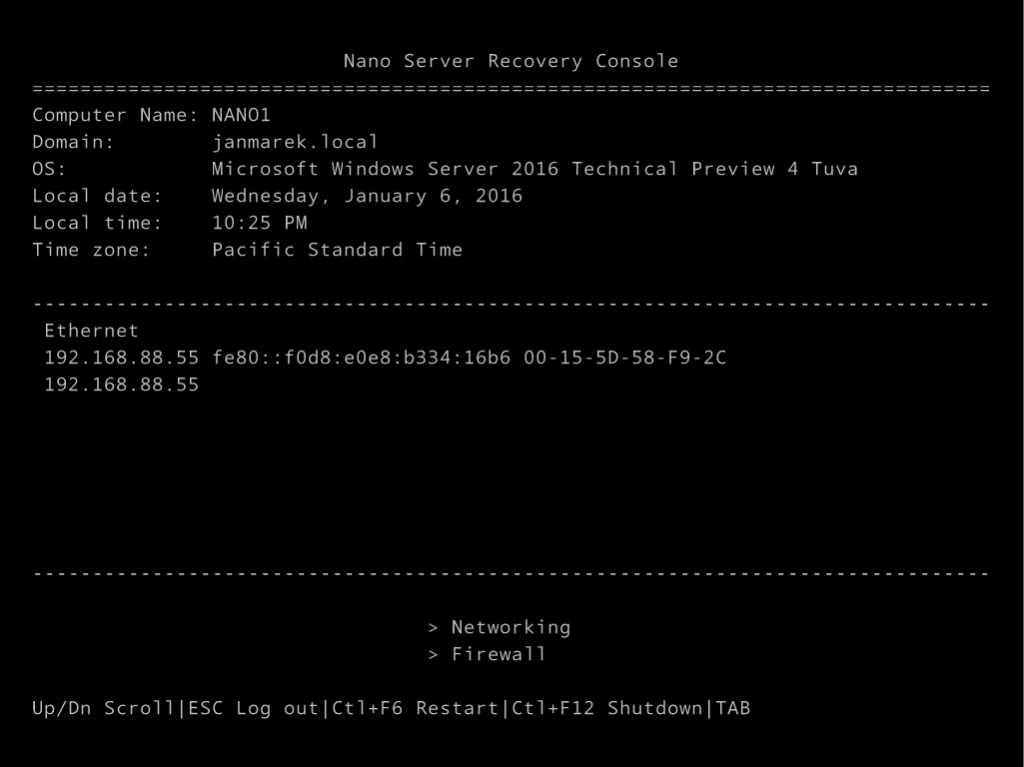 Nano Server Recovery Console
================================================================================
Computer Name: NANO1
Domain: janmarek.local
OS: Microsoft Windows Server 2016 Technical Preview 4 Tuva
Local date: Wednesday, January 6, 2016
Local time: 10:25 PM
Time zone: Pacific Standard Time
--------------------------------------------------------------------------------
Ethernet
192.168.88.55 fe80::f0d8:e0e8:b334:16b6 00-15-5D-58-F9-2C
192.168.88.55
--------------------------------------------------------------------------------
> Networking
> Firewall
Up/Dn Scroll|ESC Log out|Ctl+F6 Restart|Ctl+F12 Shutdown|TAB